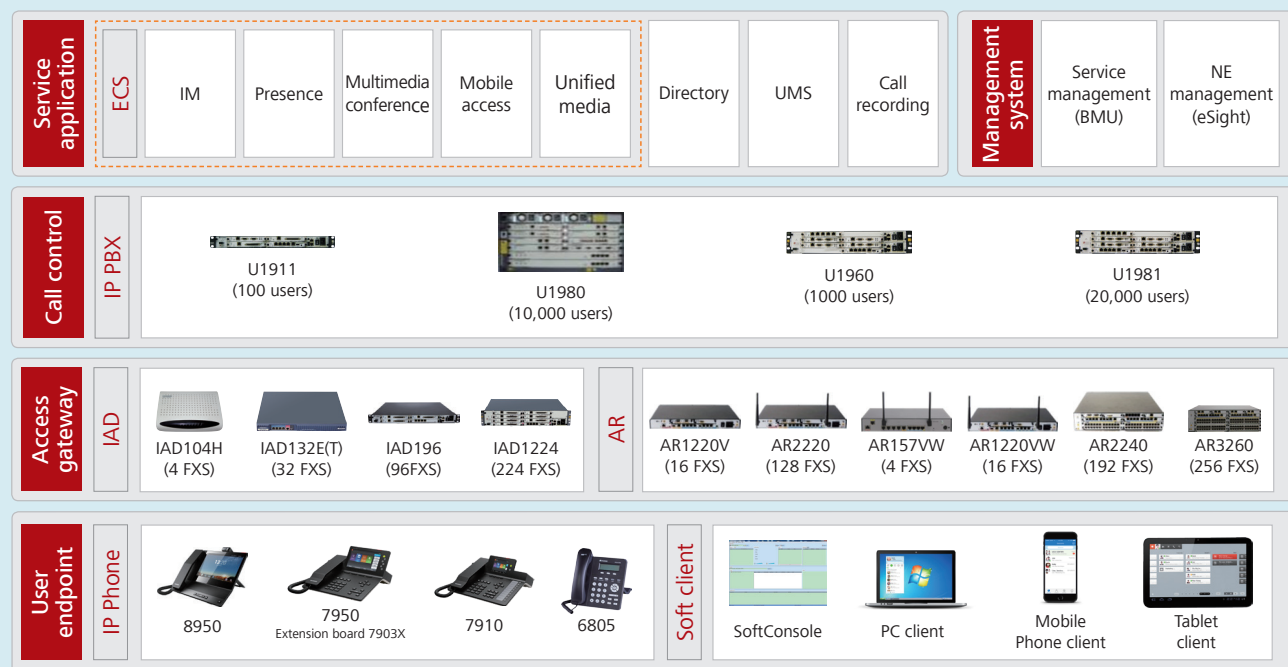 Service
application
ECS
IM
Presence
Multimedia
conference
Mobile
access
Unified
media
Directory
UMS
Call
recording
Management
system
Service
management
(BMU)
NE
management
(eSight)
Call control
IP PBX
U1911
(100 users)
U1980
(10,000 users)
U1960
(1000 users)
U1981
(20,000 users)
Access
gateway
IAD
IAD104H
(4 FXS)
IAD132E(T)
(32 FXS)
IAD196
(96FXS)
IAD1224
(224 FXS)
AR
AR1220V
(16 FXS)
AR2220
(128 FXS)
AR157VW
(4 FXS)
AR1220VW
(16 FXS)
AR2240
(192 FXS)
AR3260
(256 FXS)
User
endpoint
IP Phone
8950
7950
Extension board 7903X
7910
6805
Soft client
SoftConsole
PC client
Mobile
Phone client
Tablet
client